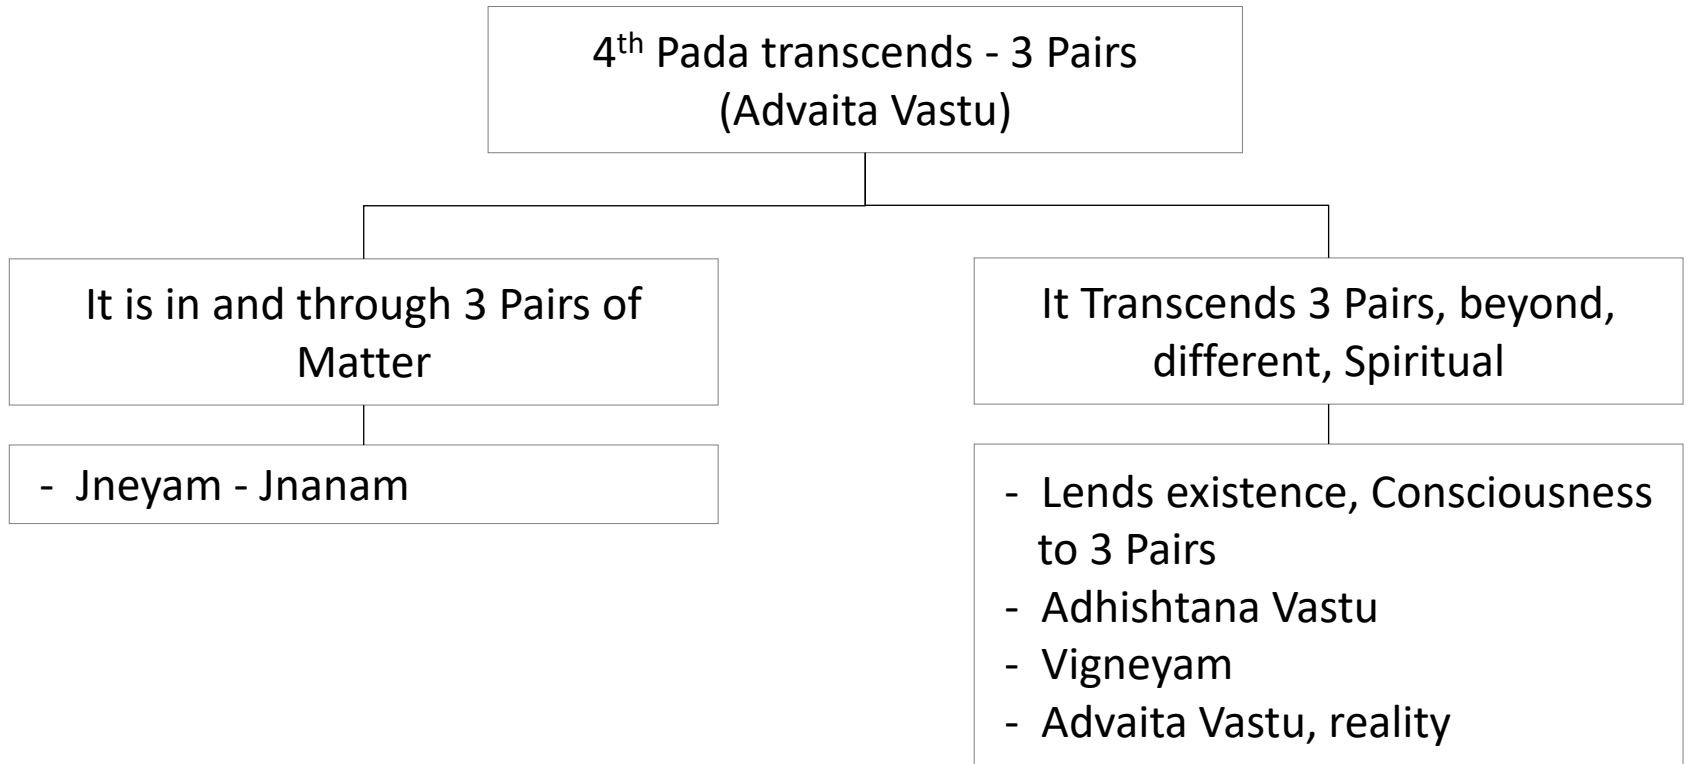 4th Pada transcends - 3 Pairs
(Advaita Vastu)
It is in and through 3 Pairs of
Matter
- Jneyam - Jnanam
It Transcends 3 Pairs, beyond,
different, Spiritual
- Lends existence, Consciousness
to 3 Pairs
- Adhishtana Vastu
- Vigneyam
- Advaita Vastu, reality